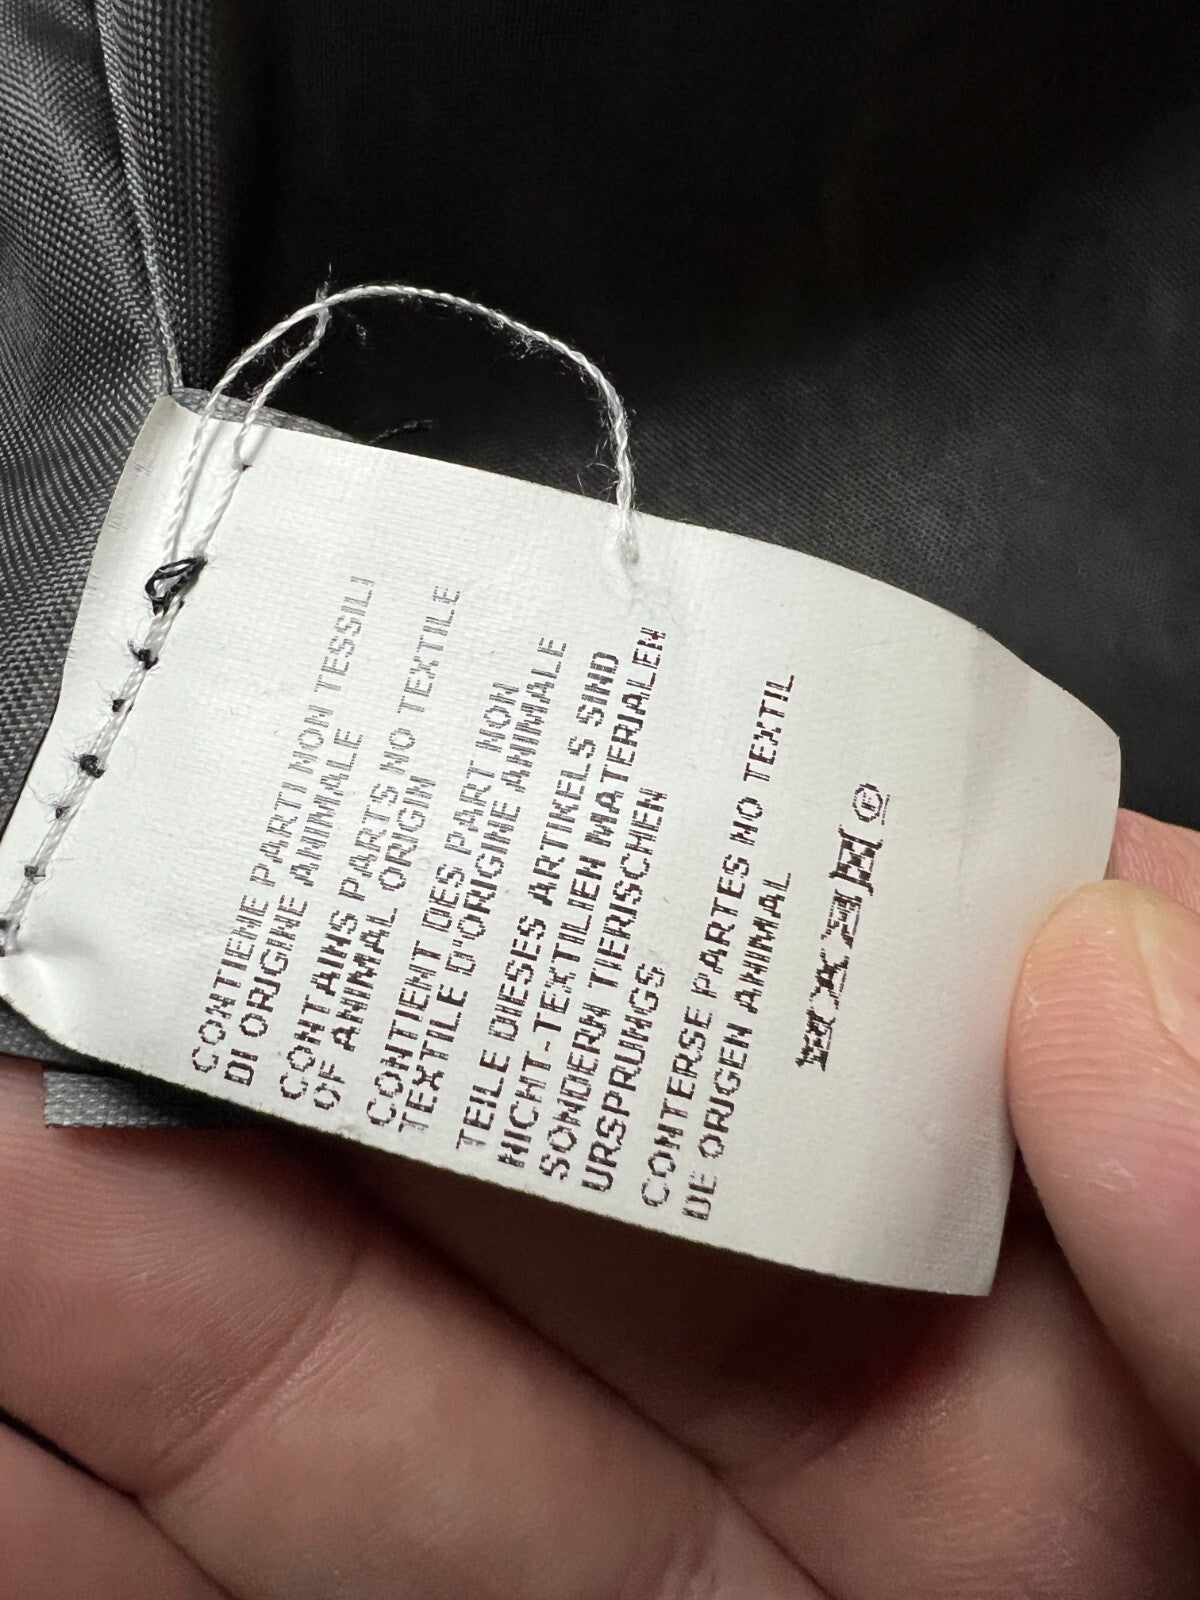 CONTIENE PARTI NON TESSILI
DI ORIGINE ANIMALE
CONTAINS PARTS NO TEXTILE
OF ANIMAL ORIGIN
CONTIENT DES PART NON
TEXTILE D'ORIGINE ANIMALE
TEILE DIESES ARTIKELS SIND
NICHT-TEXTILIEN MATERIALEN
SONDERN TIERISCHEN
URSPRUNGS
CONTERSE PARTES NO TEXTIL
DE ORIGEN ANIMAL